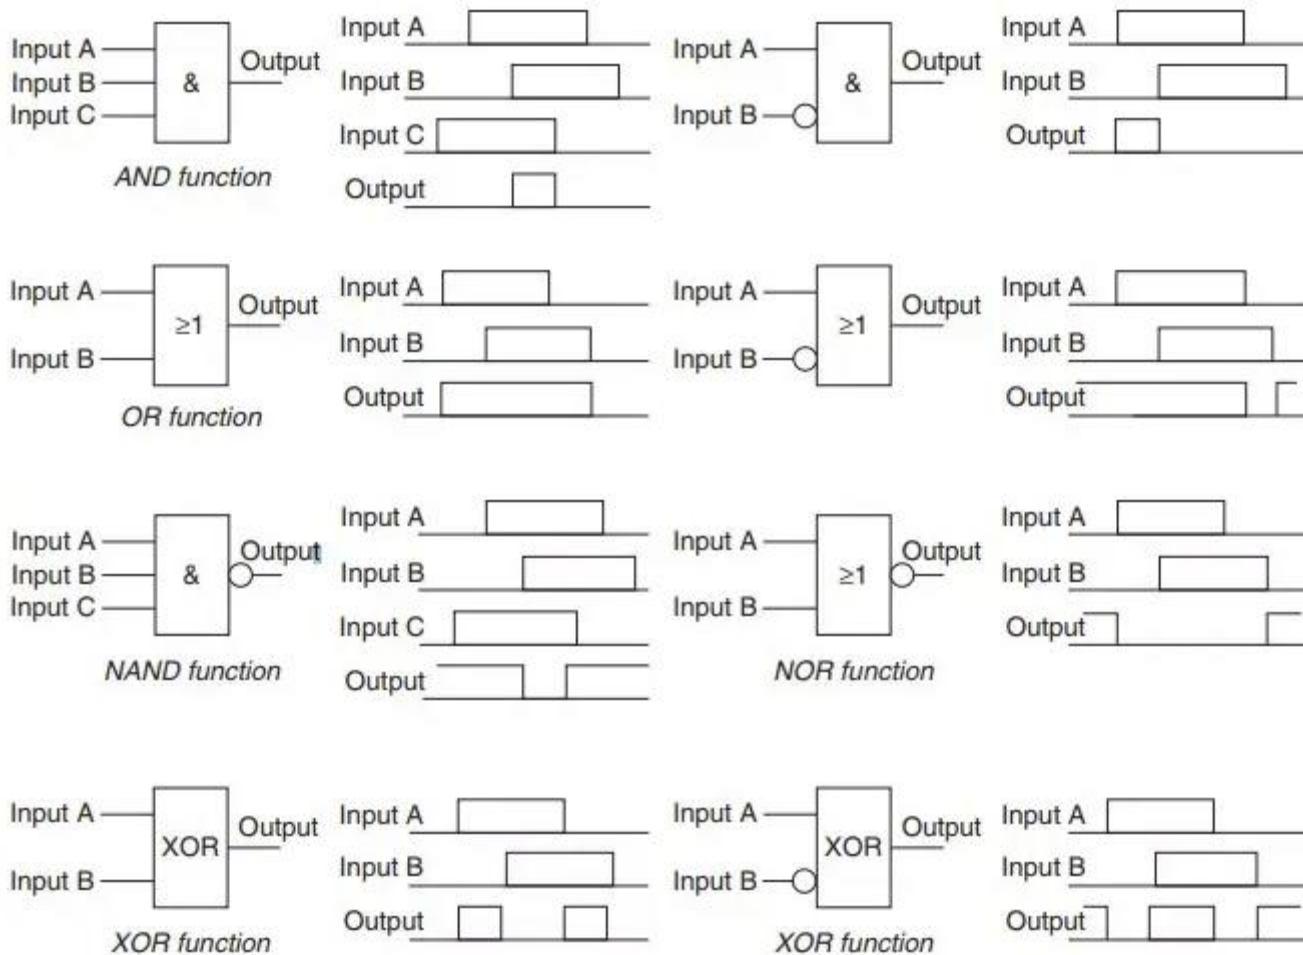 Input A
Input B
Input C
&
Output
AND function
Input A
Input B
Input C
Output
Input A
Input B
&
Output
Input A
Input B
Output
Input A
Input B
≥1
Output
OR function
Input A
Input B
Output
Input A
Input B
≥1
Output
Input A
Input B
Output
Input A
Input B
Input C
&
Output
NAND function
Input A
Input B
Input C
Output
Input A
Input B
≥1
Output
NOR function
Input A
Input B
Output
Input A
Input B
XOR
Output
XOR function
Input A
Input B
Output
Input A
Input B
XOR
Output
XOR function
Input A
Input B
Output